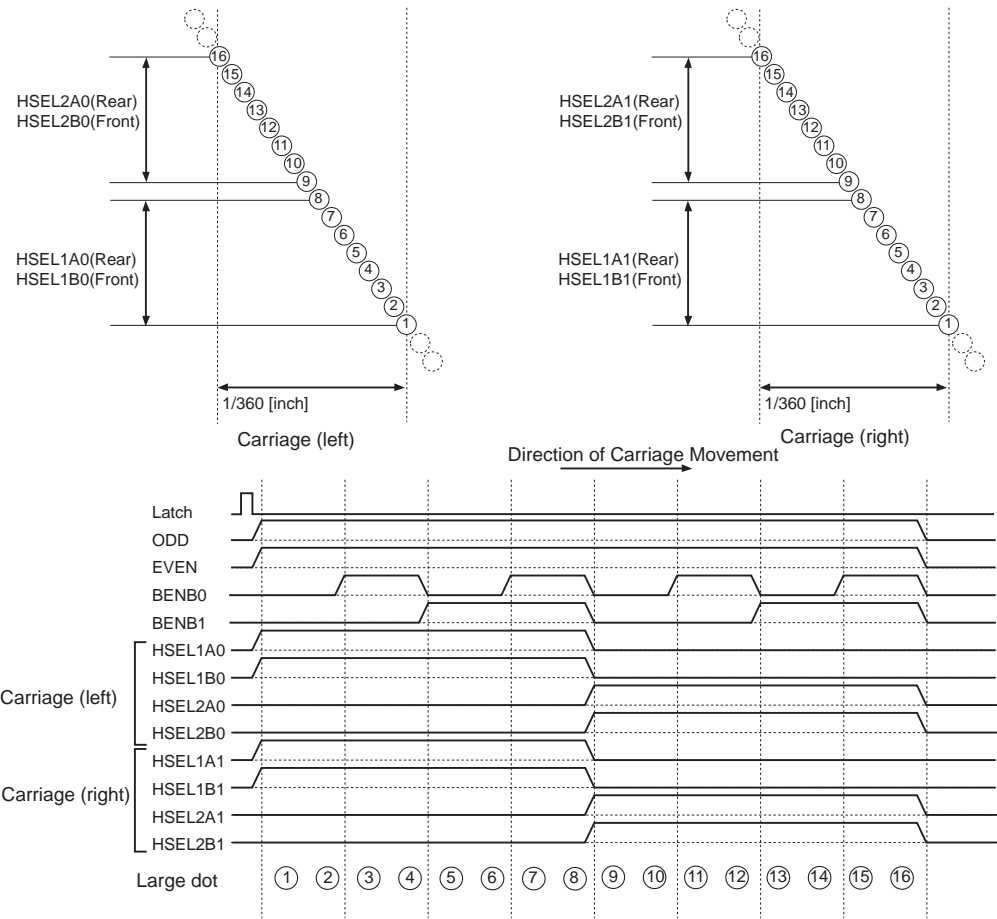 16
15
14
13
12
11
10
9
8
7
6
5
4
3
2
1
HSEL2A0(Rear)
HSEL2B0(Front)
HSEL1A0(Rear)
HSEL1B0(Front)
1/360 [inch]
Carriage (left)
16
15
14
13
12
11
10
9
8
7
6
5
4
3
2
1
HSEL2A1(Rear)
HSEL2B1(Front)
HSEL1A1(Rear)
HSEL1B1(Front)
1/360 [inch]
Carriage (right)
Direction of Carriage Movement
Latch
ODD
EVEN
BENB0
BENB1
Carriage (left)
HSEL1A0
HSEL1B0
HSEL2A0
HSEL2B0
Carriage (right)
HSEL1A1
HSEL1B1
HSEL2A1
HSEL2B1
Large dot 1 2 3 4 5 6 7 8 9 10 11 12 13 14 15 16